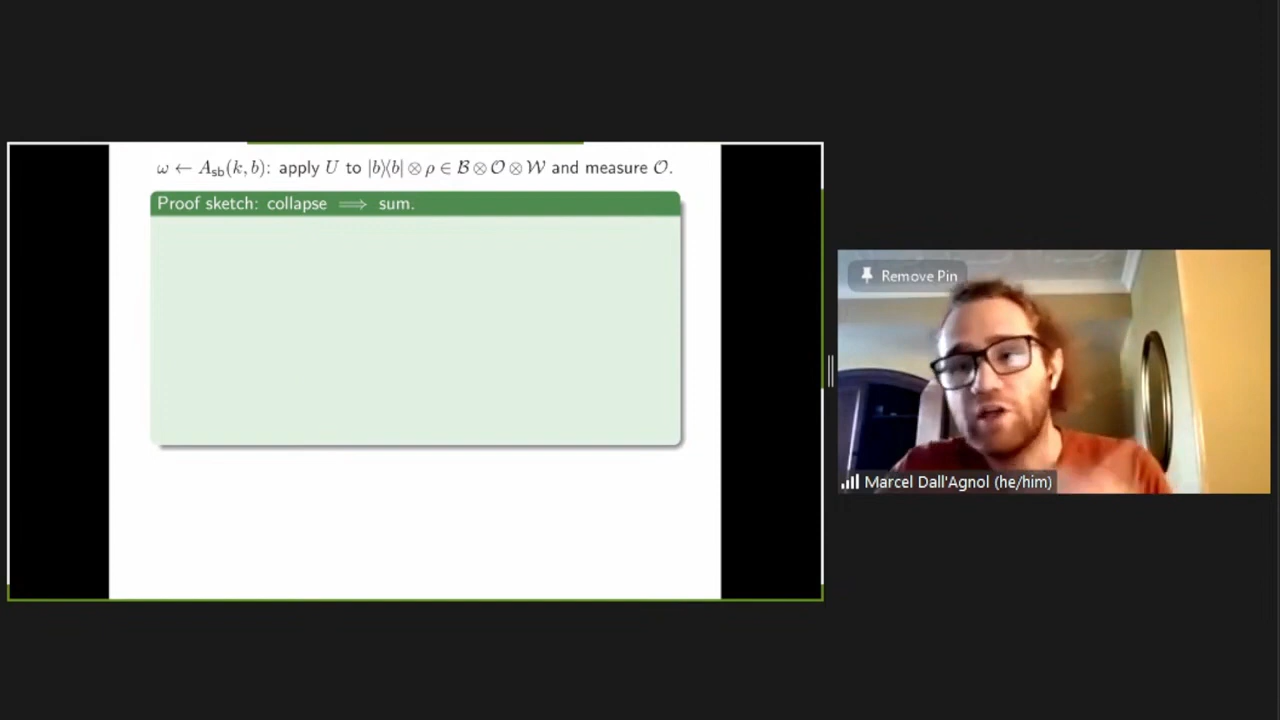 ω ← A_sb(k, b): apply U to |b⟩⟨b| ⊗ ρ ∈ ℬ ⊗ 𝒪 ⊗ 𝒲 and measure 𝒪.
Proof sketch: collapse ⟹ sum.
Remove Pin
Marcel Dall'Agnol (he/him)